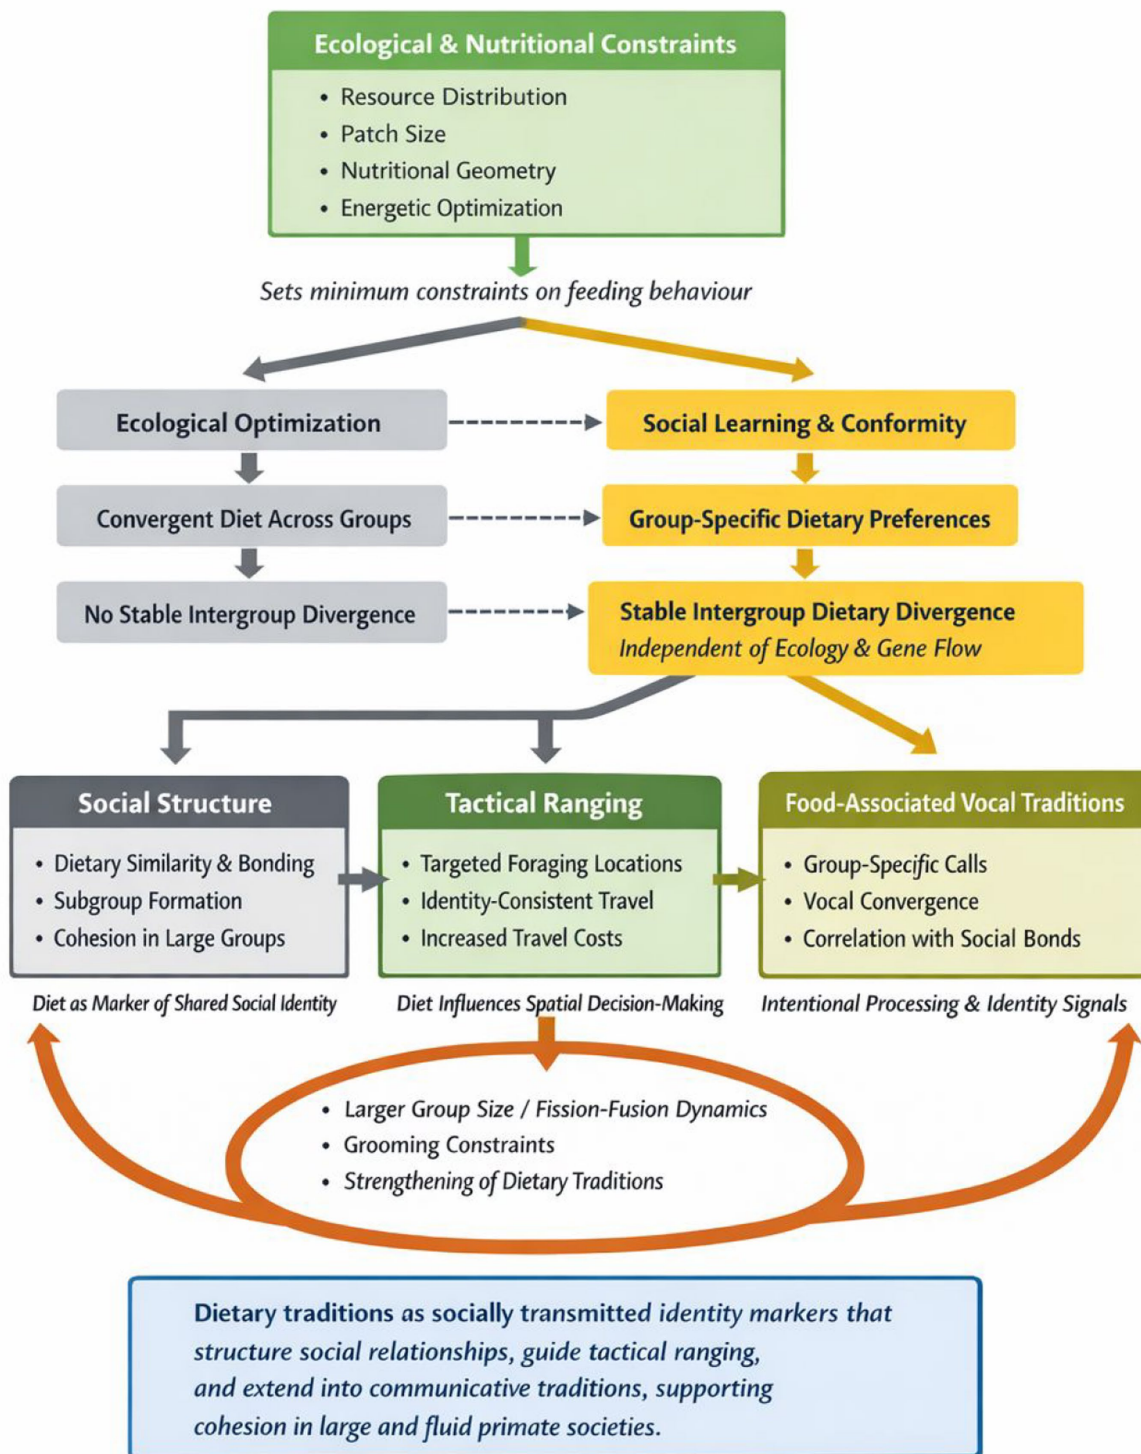 Ecological & Nutritional Constraints
• Resource Distribution
• Patch Size
• Nutritional Geometry
• Energetic Optimization
Sets minimum constraints on feeding behaviour
Ecological Optimization
Social Learning & Conformity
Convergent Diet Across Groups
Group-Specific Dietary Preferences
No Stable Intergroup Divergence
Stable Intergroup Dietary Divergence
Independent of Ecology & Gene Flow
Social Structure
• Dietary Similarity & Bonding
• Subgroup Formation
• Cohesion in Large Groups
Diet as Marker of Shared Social Identity
Tactical Ranging
• Targeted Foraging Locations
• Identity-Consistent Travel
• Increased Travel Costs
Diet Influences Spatial Decision-Making
Food-Associated Vocal Traditions
• Group-Specific Calls
• Vocal Convergence
• Correlation with Social Bonds
Intentional Processing & Identity Signals
• Larger Group Size / Fission-Fusion Dynamics
• Grooming Constraints
• Strengthening of Dietary Traditions
Dietary traditions as socially transmitted identity markers that
structure social relationships, guide tactical ranging,
and extend into communicative traditions, supporting
cohesion in large and fluid primate societies.